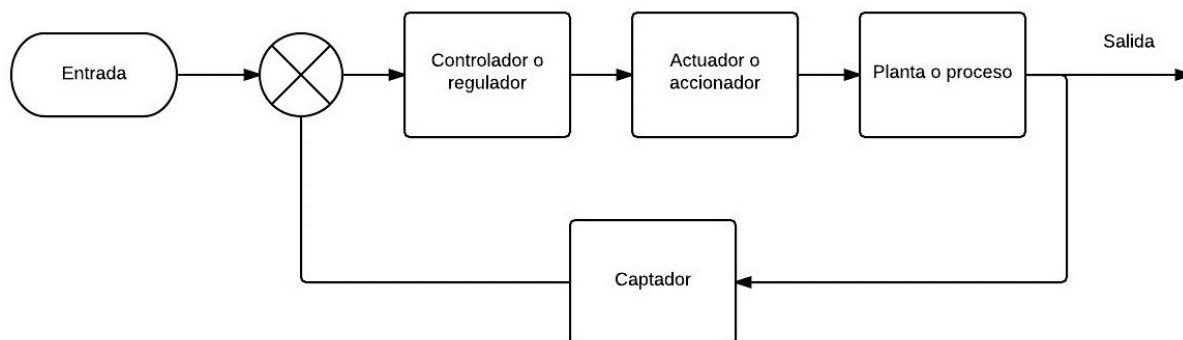 Entrada
Controlador o
regulador
Actuador o
accionador
Planta o proceso
Salida
Captador